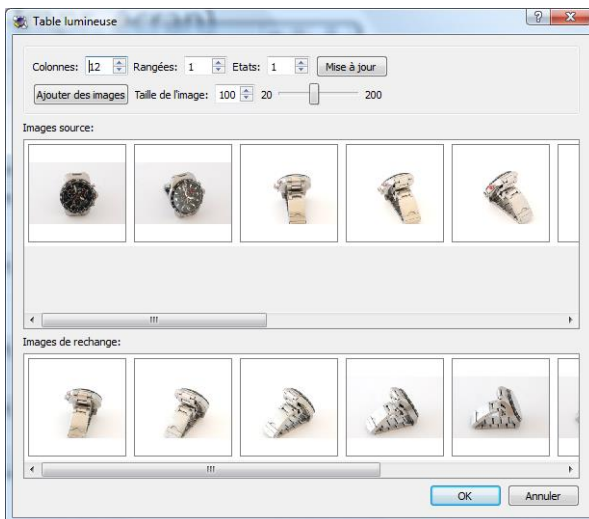 Table lumineuse
Colonnes: 12 Rangées: 1 Etats: 1 Mise à jour
Ajouter des images Taille de l'image: 100 20 200
Images source:
Images de rechange:
OK Annuler